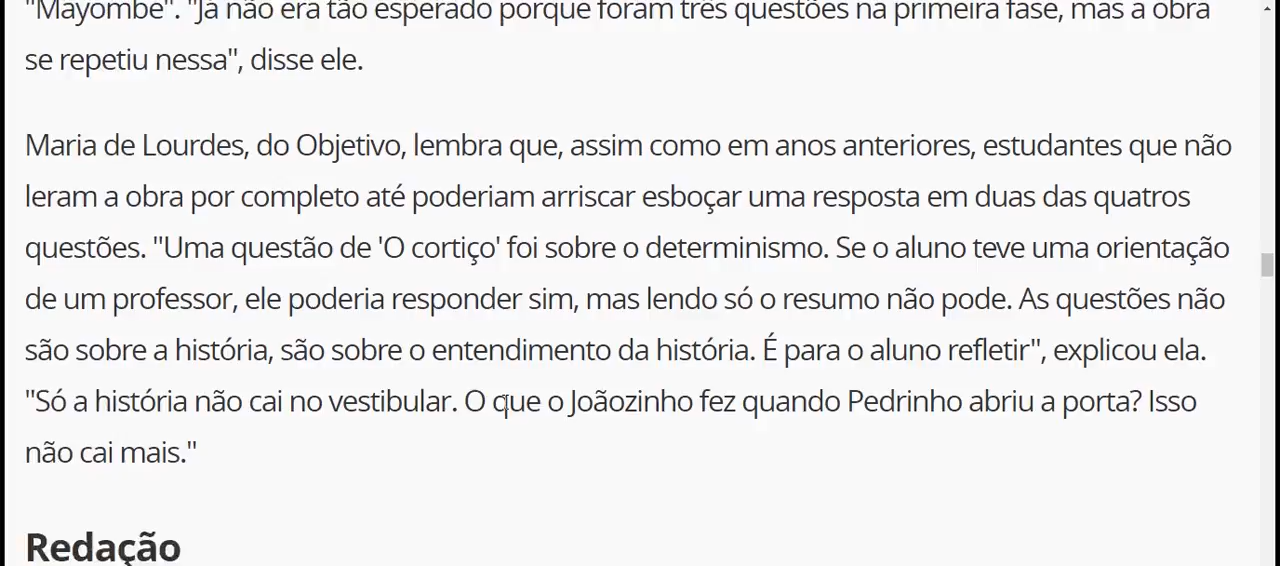 "Mayombe". "Já não era tão esperado porque foram três questões na primeira fase, mas a obra
se repetiu nessa", disse ele.
Maria de Lourdes, do Objetivo, lembra que, assim como em anos anteriores, estudantes que não
leram a obra por completo até poderiam arriscar esboçar uma resposta em duas das quatros
questões. "Uma questão de 'O cortiço' foi sobre o determinismo. Se o aluno teve uma orientação
de um professor, ele poderia responder sim, mas lendo só o resumo não pode. As questões não
são sobre a história, são sobre o entendimento da história. É para o aluno refletir", explicou ela.
"Só a história não cai no vestibular. O que o Joãozinho fez quando Pedrinho abriu a porta? Isso
não cai mais."
Redação